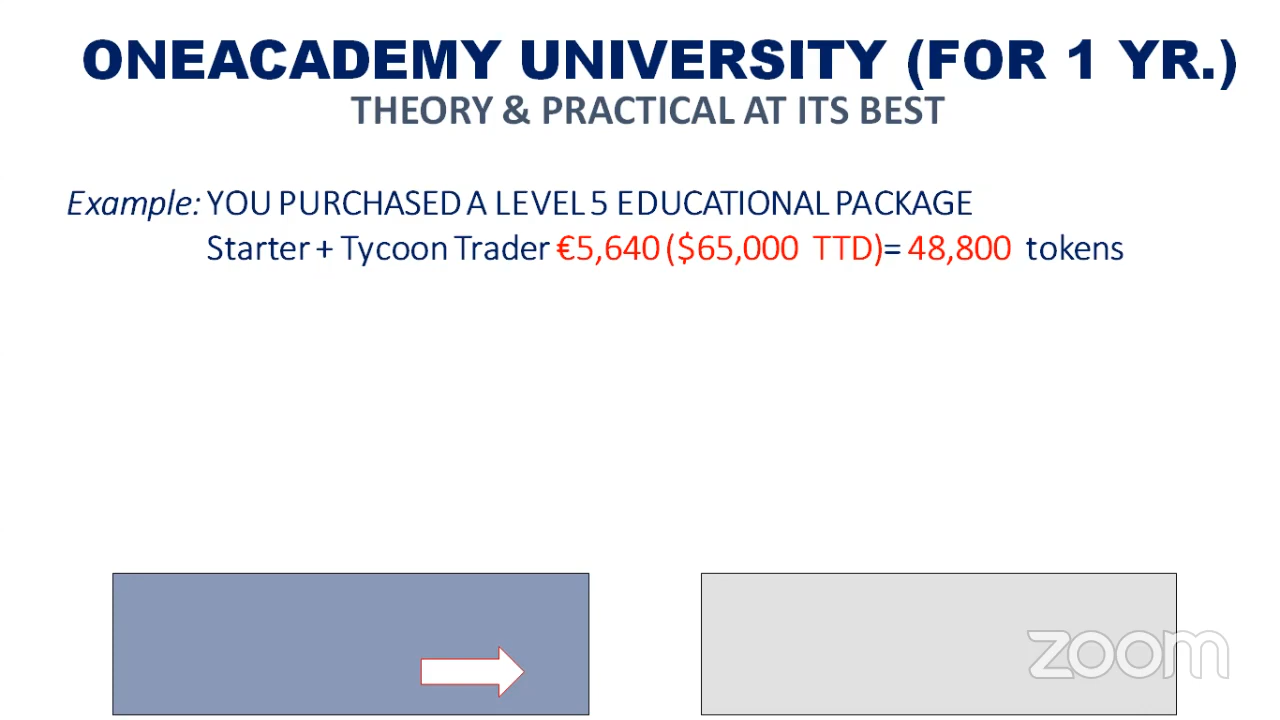 ONEACADEMY UNIVERSITY (FOR 1 YR.)
THEORY & PRACTICAL AT ITS BEST
Example: YOU PURCHASED A LEVEL 5 EDUCATIONAL PACKAGE
Starter + Tycoon Trader €5,640 ($65,000 TTD)= 48,800 tokens
zoom